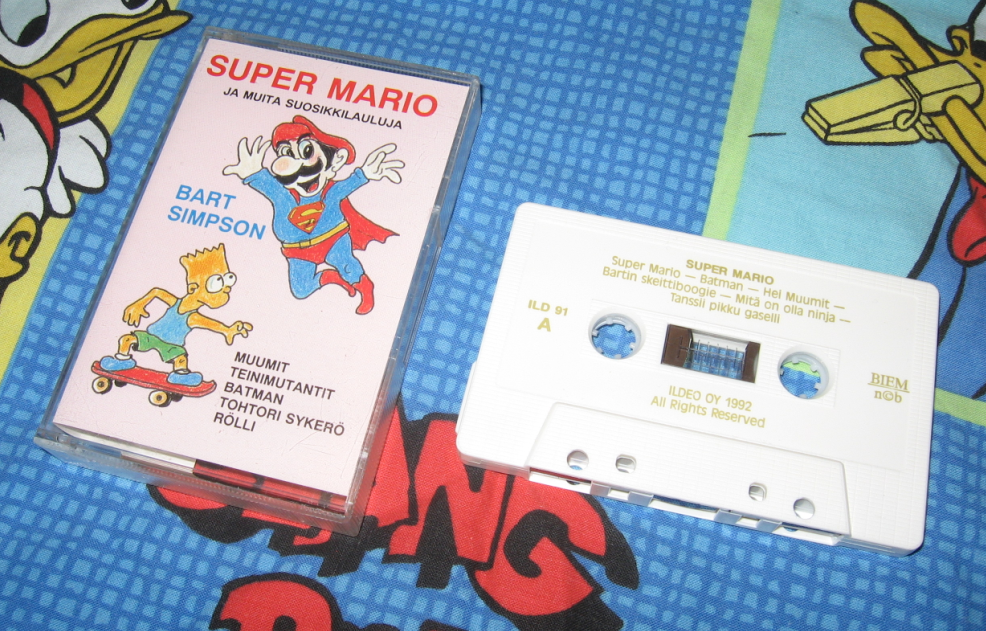 SUPER MARIO
JA MUITA SUOSIKKILAULUJA
BART
SIMPSON
MUUMIT
TEINIMUTANTIT
BATMAN
TOHTORI SYKERÖ
RÖLLI
SUPER MARIO
Super Mario — Batman — Hei Muumit —
Bartin skeittiboogie — Mitä on olla ninja —
Tanssii pikku gaselli
ILD 91
A
BIEM
n©b
ILDEO OY 1992
All Rights Reserved